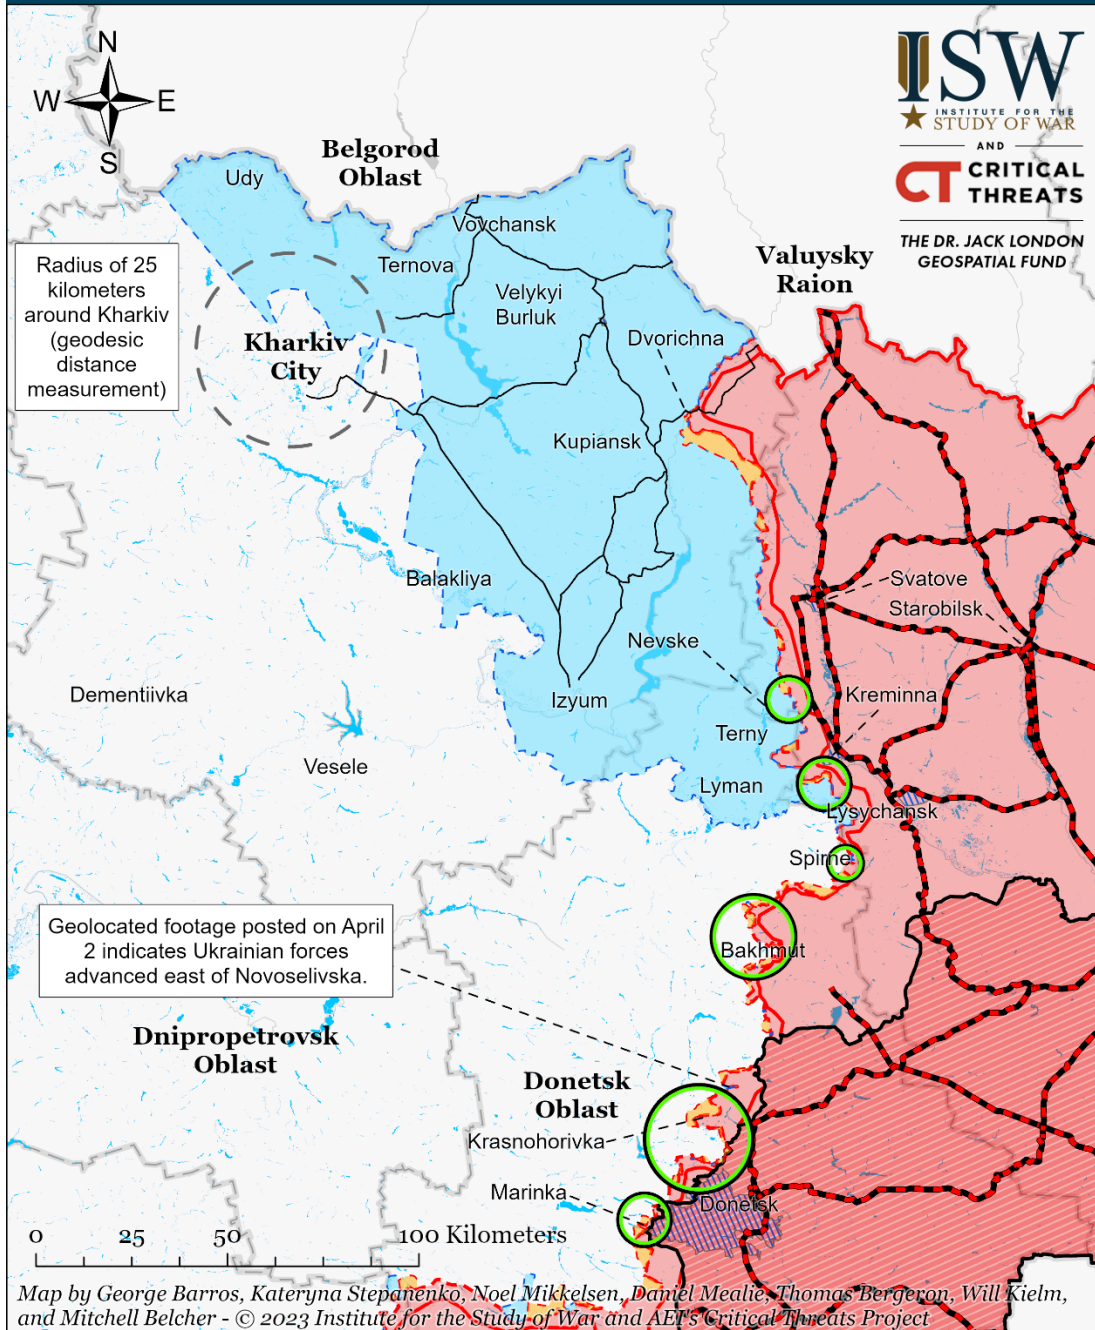 N
W
E
S
ISW
INSTITUTE FOR THE
STUDY OF WAR
AND
CT CRITICAL
THREATS
THE DR. JACK LONDON
GEOSPATIAL FUND
Belgorod
Oblast
Udy
Vovchansk
Ternova
Velykyi
Burluk
Valuysky
Raion
Radius of 25
kilometers
around Kharkiv
(geodesic
distance
measurement)
Kharkiv
City
Dvorichna
Kupiansk
Balakliya
Svatove
Starobilsk
Nevske
Dementiivka
Izyum
Kreminna
Terny
Vesele
Lyman
Lysychansk
Spirne
Geolocated footage posted on April
2 indicates Ukrainian forces
advanced east of Novoselivska.
Bakhmut
Dnipropetrovsk
Oblast
Donetsk
Oblast
Krasnohorivka
Marinka
Donetsk
0 25 50 100 Kilometers
Map by George Barros, Kateryna Stepanenko, Noel Mikkelsen, Daniel Mealie, Thomas Bergeron, Will Kielm,
and Mitchell Belcher - © 2023 Institute for the Study of War and AEI's Critical Threats Project